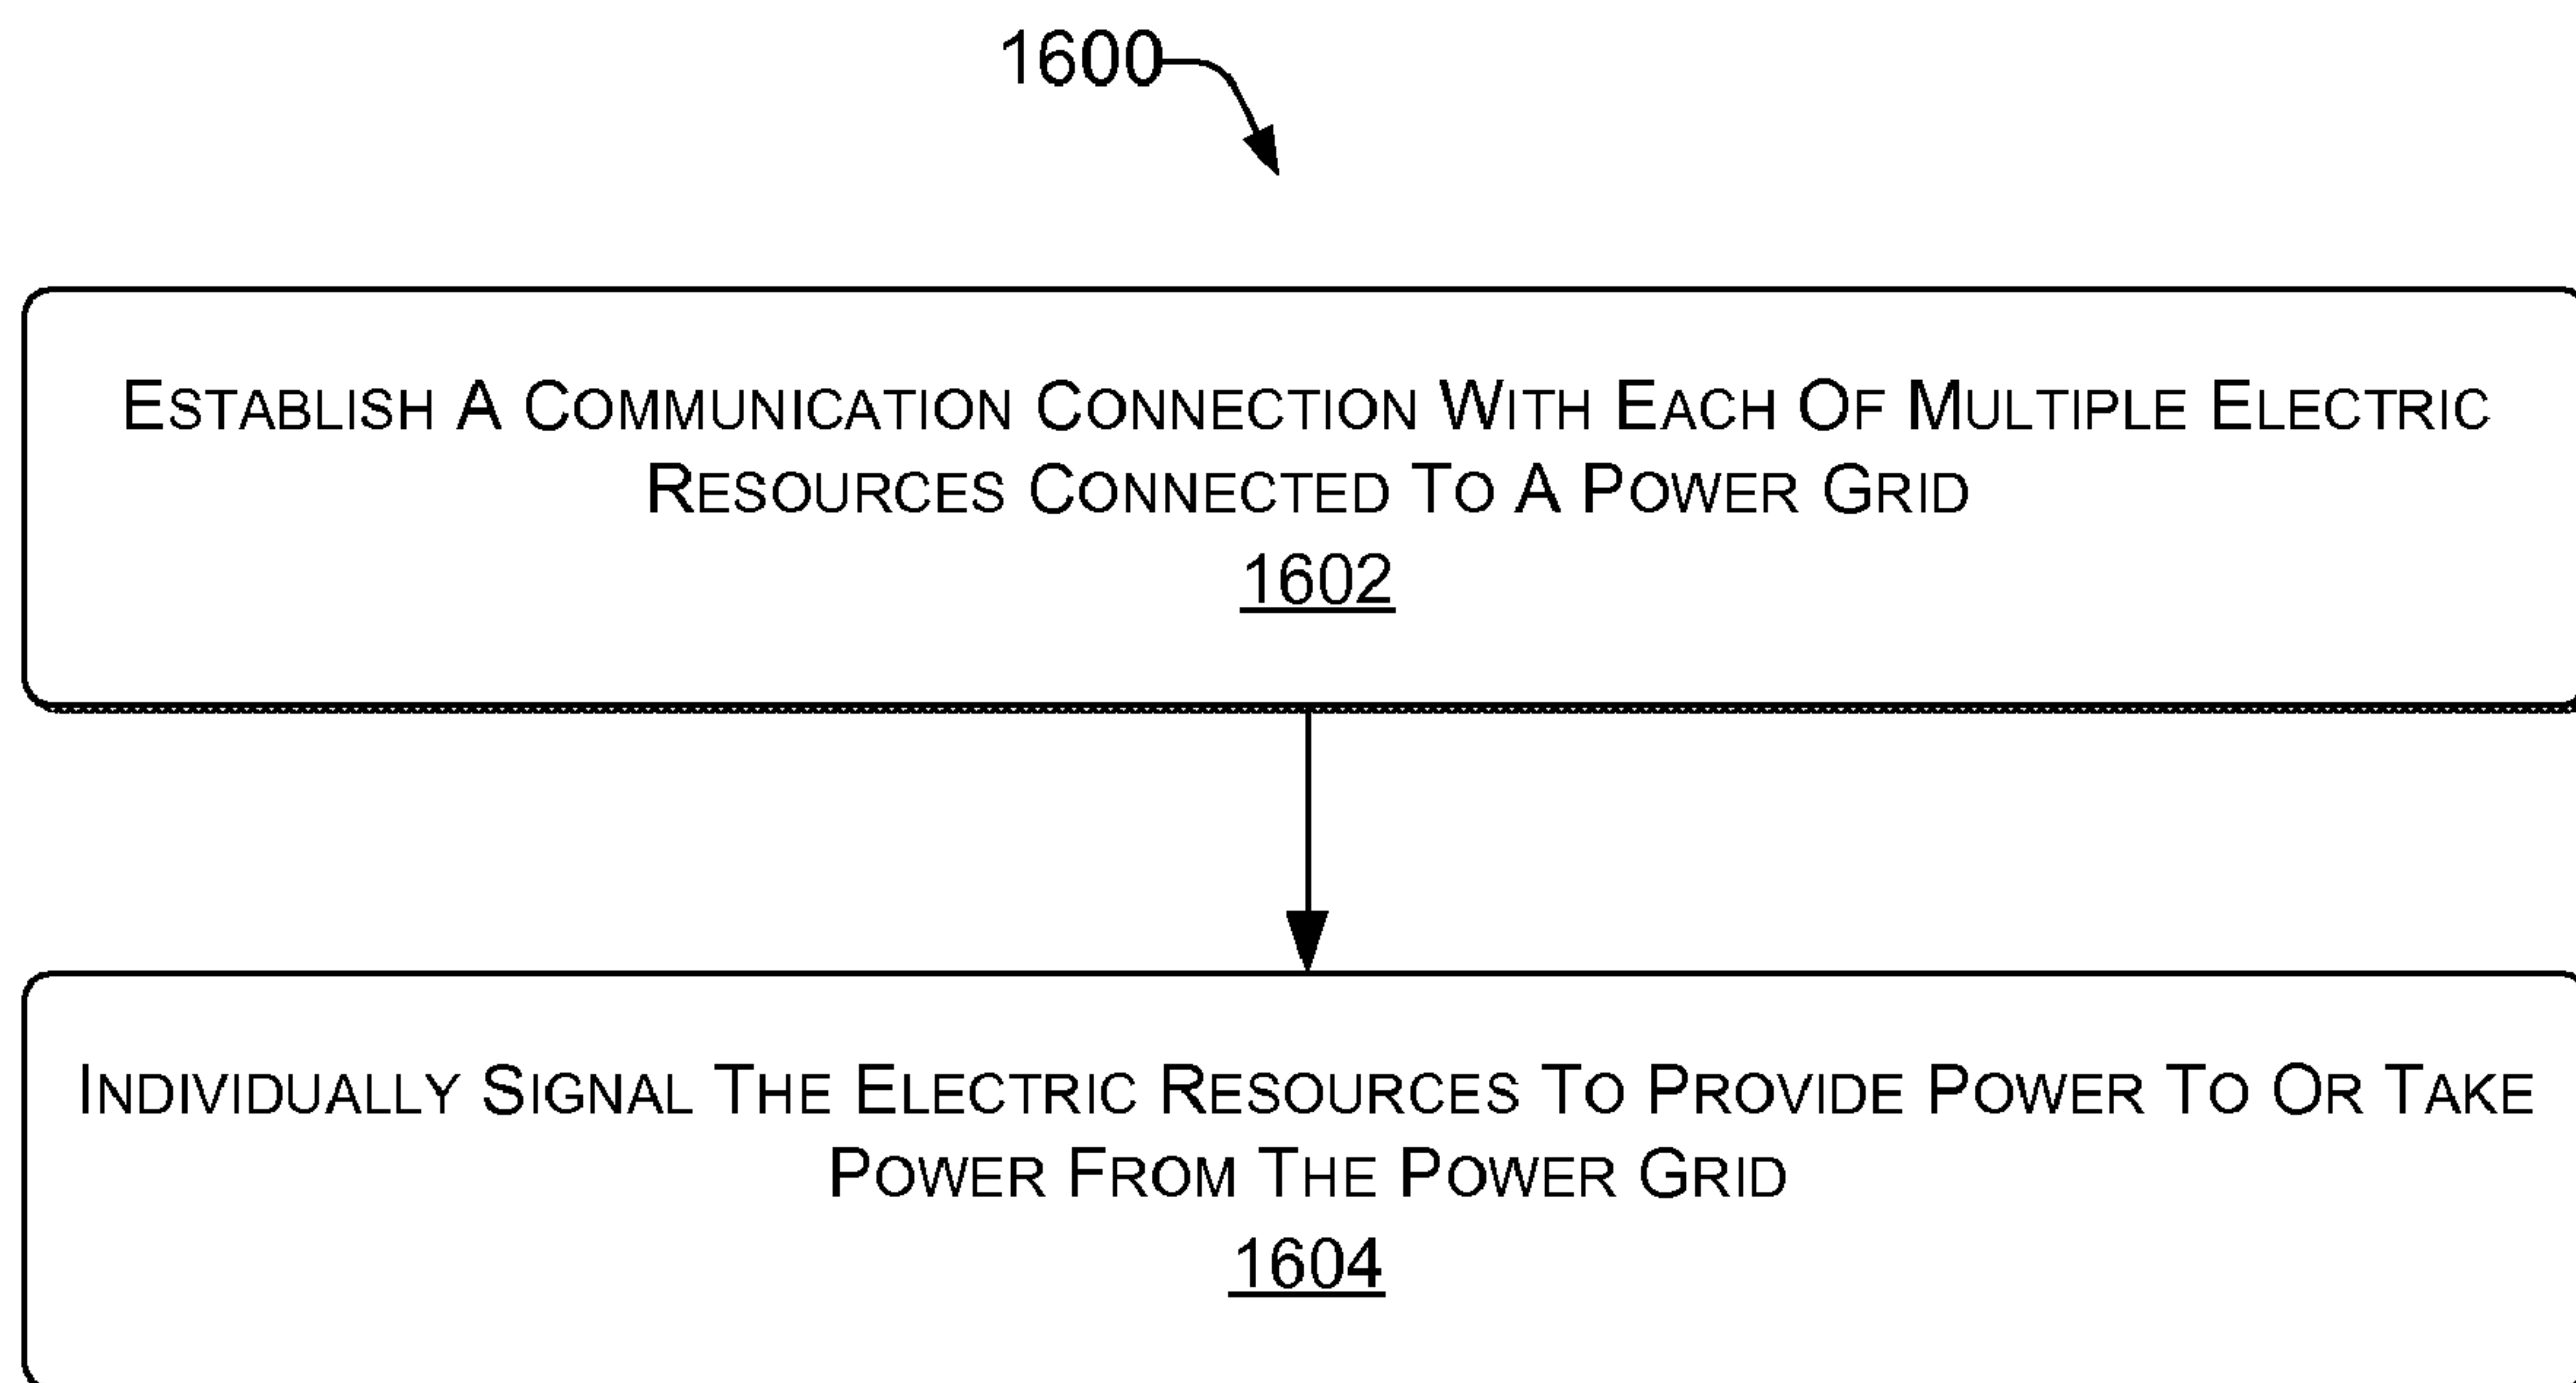 1600
ESTABLISH A COMMUNICATION CONNECTION WITH EACH OF MULTIPLE ELECTRIC
RESOURCES CONNECTED TO A POWER GRID
1602
INDIVIDUALLY SIGNAL THE ELECTRIC RESOURCES TO PROVIDE POWER TO OR TAKE
POWER FROM THE POWER GRID
1604